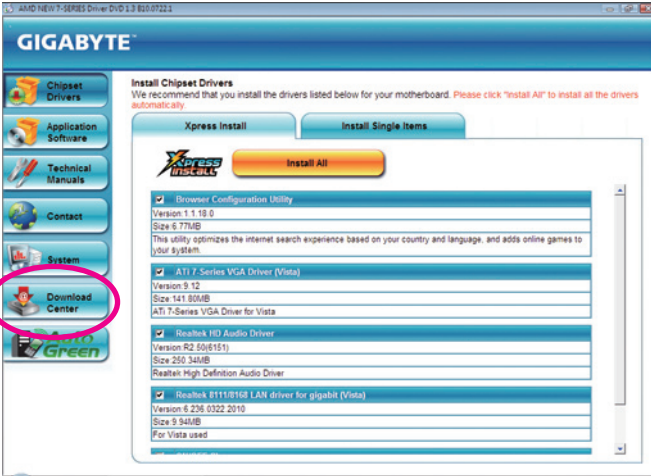 AMD NEW 7-SERIES Driver DVD 1.3 B10.0722.1
GIGABYTE™
Chipset
Drivers
Application
Software
Technical
Manuals
Contact
System
Download
Center
Auto
Green
Install Chipset Drivers
We recommend that you install the drivers listed below for your motherboard. Please click "Install All" to install all the drivers
automatically.
Xpress Install
Install Single Items
Xpress
INSTALL
Install All
Browser Configuration Utility
Version:1.1.18.0
Size:6.77MB
This utility optimizes the internet search experience based on your country and language, and adds online games to
your system.
ATi 7-Series VGA Driver (Vista)
Version:9.12
Size:141.80MB
ATi 7-Series VGA Driver for Vista
Realtek HD Audio Driver
Version:R2.50(6151)
Size:250.34MB
Realtek High Definition Audio Driver
Realtek 8111/8168 LAN driver for gigabit (Vista)
Version:6.236.0322.2010
Size:9.94MB
For Vista used